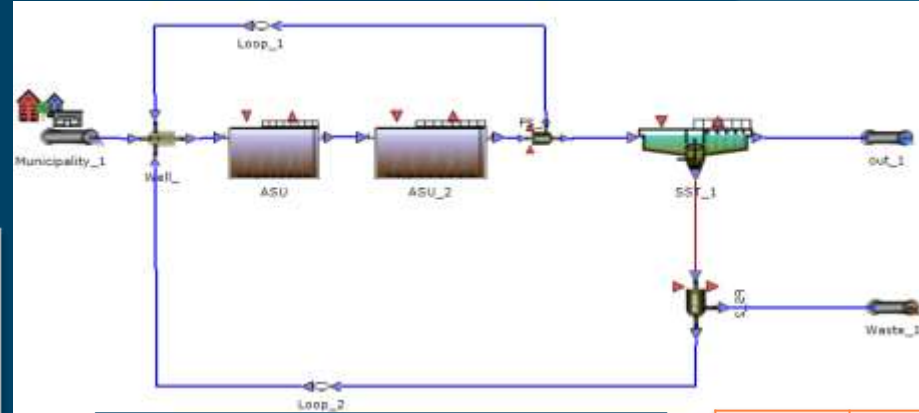 Loop_1
Municipality_1
Well_
ASU
ASU_2
SST_1
out_1
Waste_1
Loop_2